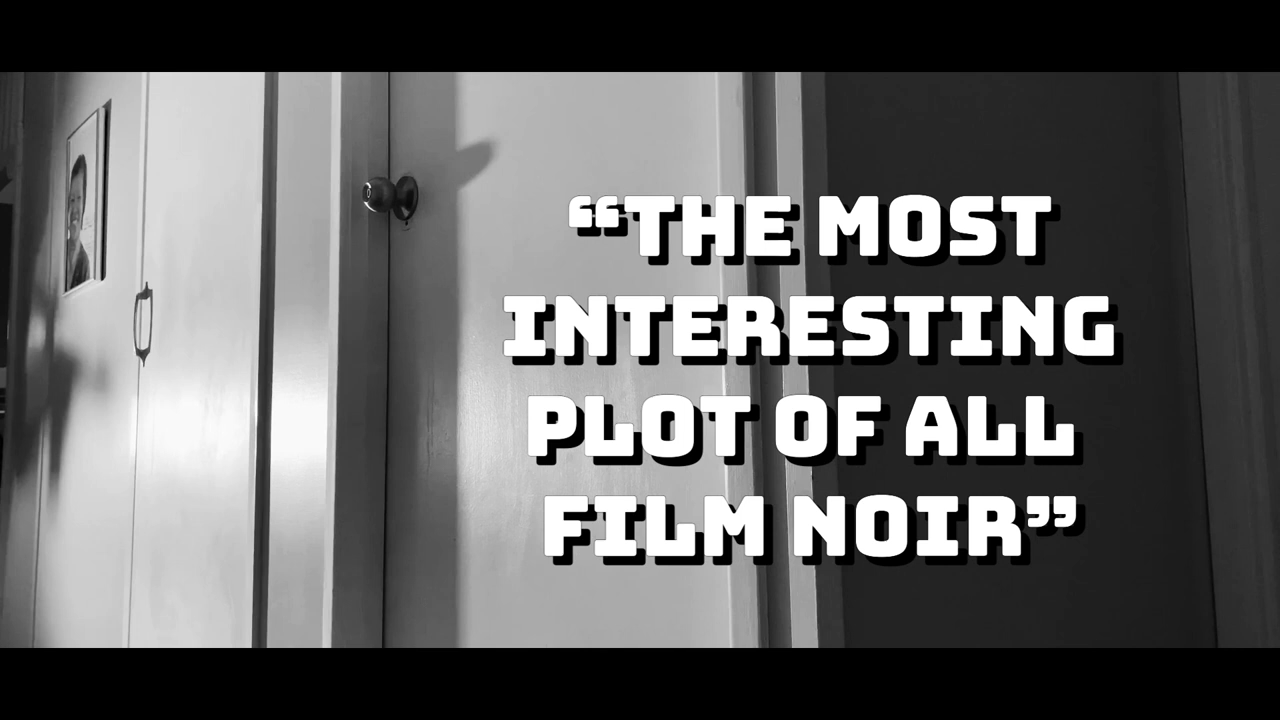 “THE MOST
INTERESTING
PLOT OF ALL
FILM NOIR”